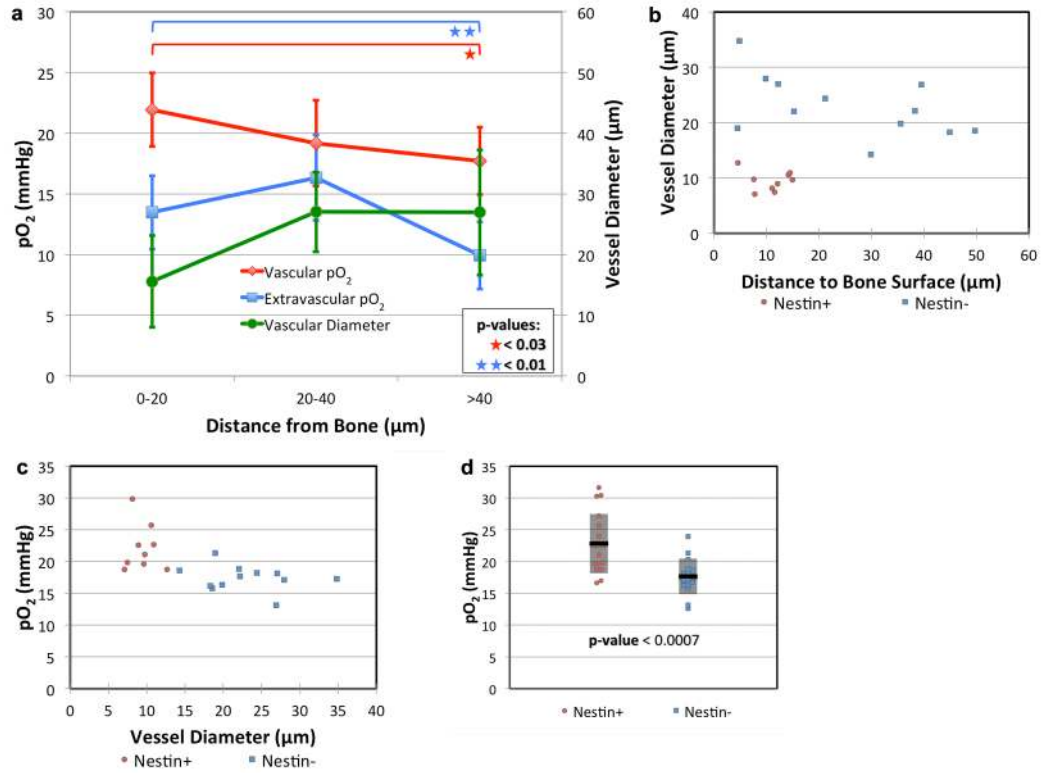 a
30
25
20
15
10
5
0
pO2 (mmHg)
60
50
40
30
20
10
0
Vessel Diameter (μm)
★★
★
Vascular pO2
Extravascular pO2
Vascular Diameter
p-values:
★< 0.03
★★< 0.01
0-20 20-40 >40
Distance from Bone (μm)
b
40
30
20
10
0
Vessel Diameter (μm)
0 10 20 30 40 50 60
Distance to Bone Surface (μm)
Nestin+ Nestin-
c
35
30
25
20
15
10
5
0
pO2 (mmHg)
0 5 10 15 20 25 30 35 40
Vessel Diameter (μm)
Nestin+ Nestin-
d
35
30
25
20
15
10
5
0
pO2 (mmHg)
p-value < 0.0007
Nestin+ Nestin-